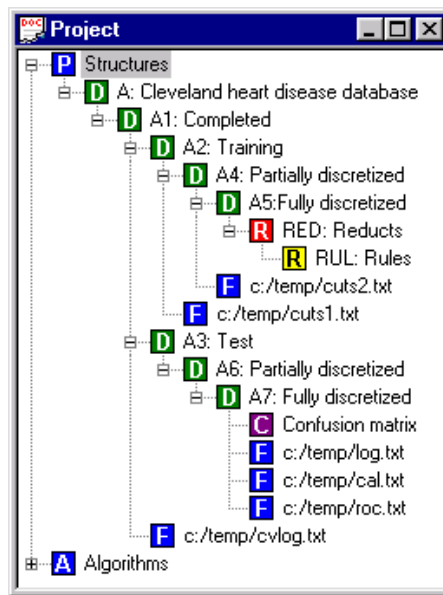 DOC Project
P Structures
D A: Cleveland heart disease database
D A1: Completed
D A2: Training
D A4: Partially discretized
D A5:Fully discretized
R RED: Reducts
R RUL: Rules
F c:/temp/cuts2.txt
F c:/temp/cuts1.txt
D A3: Test
D A6: Partially discretized
D A7: Fully discretized
C Confusion matrix
F c:/temp/log.txt
F c:/temp/cal.txt
F c:/temp/roc.txt
F c:/temp/cvlog.txt
A Algorithms